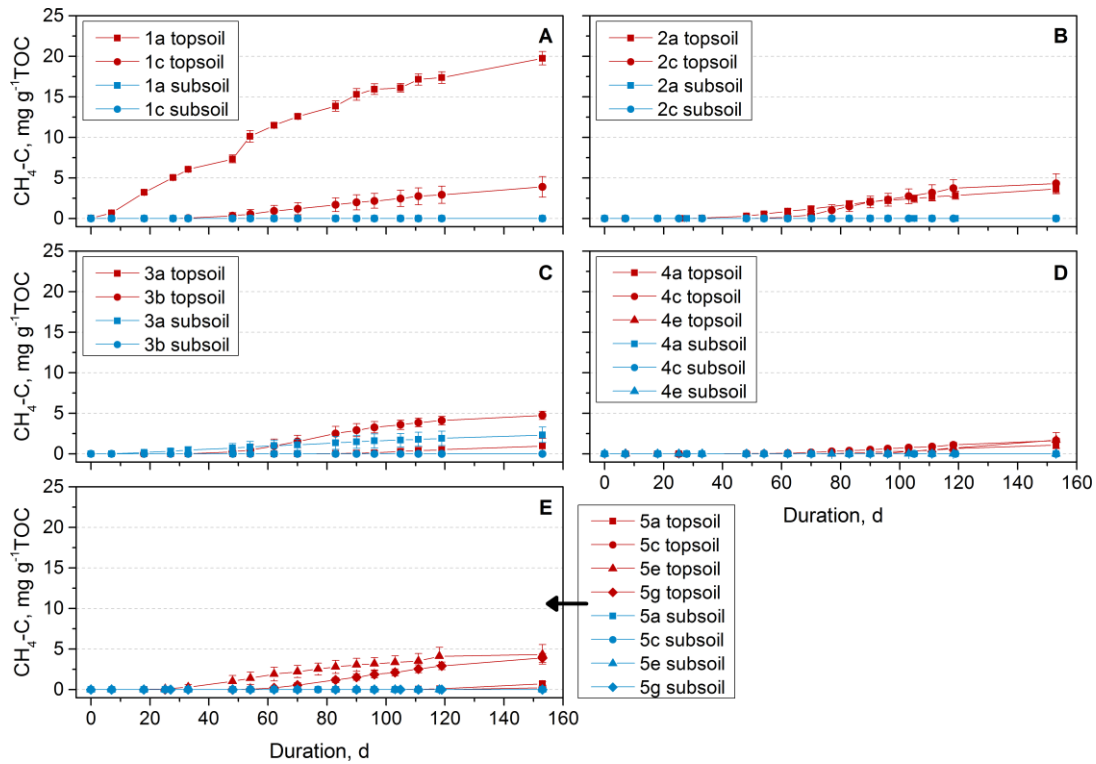 A
CH₄-C, mg g⁻¹TOC
25
20
15
10
5
0
1a topsoil
1c topsoil
1a subsoil
1c subsoil
B
2a topsoil
2c topsoil
2a subsoil
2c subsoil
C
CH₄-C, mg g⁻¹TOC
25
20
15
10
5
0
3a topsoil
3b topsoil
3a subsoil
3b subsoil
D
4a topsoil
4c topsoil
4e topsoil
4a subsoil
4c subsoil
4e subsoil
0 20 40 60 80 100 120 140 160
Duration, d
E
CH₄-C, mg g⁻¹TOC
25
20
15
10
5
0
0 20 40 60 80 100 120 140 160
Duration, d
5a topsoil
5c topsoil
5e topsoil
5g topsoil
5a subsoil
5c subsoil
5e subsoil
5g subsoil